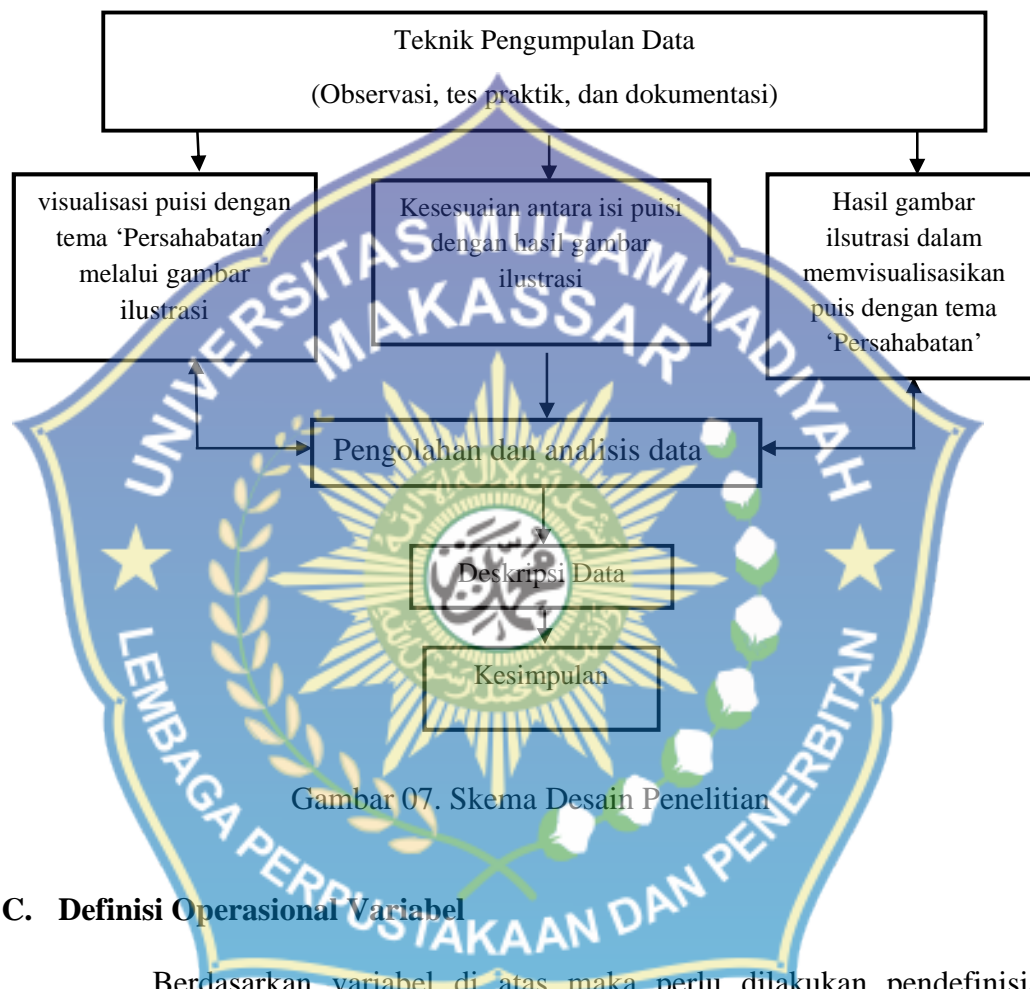 Teknik Pengumpulan Data
(Observasi, tes praktik, dan dokumentasi)
visualisasi puisi dengan
tema ‘Persahabatan’
melalui gambar
ilustrasi
Kesesuaian antara isi puisi
dengan hasil gambar
ilustrasi
Hasil gambar
ilsutrasi dalam
memvisualisasikan
puis dengan tema
‘Persahabatan’
UNIVERSITAS MUHAMMADIYAH
MAKASSAR
Pengolahan dan analisis data
Deskripsi Data
Kesimpulan
LEMBAGA PERPUSTAKAAN DAN PENERBITAN
Gambar 07. Skema Desain Penelitian
C. Definisi Operasional Variabel
Berdasarkan variabel di atas maka perlu dilakukan pendefinisi